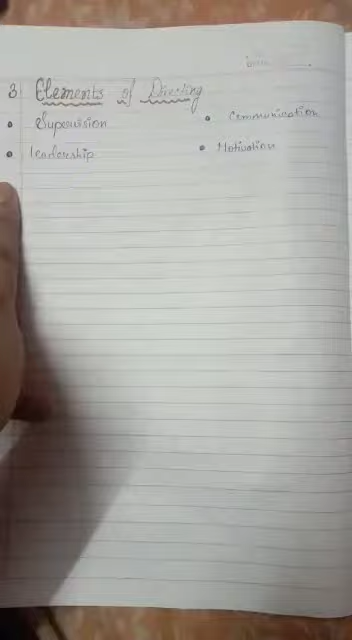 3 Elements of Directing
• Supervision • Communication
• Leadership • Motivation